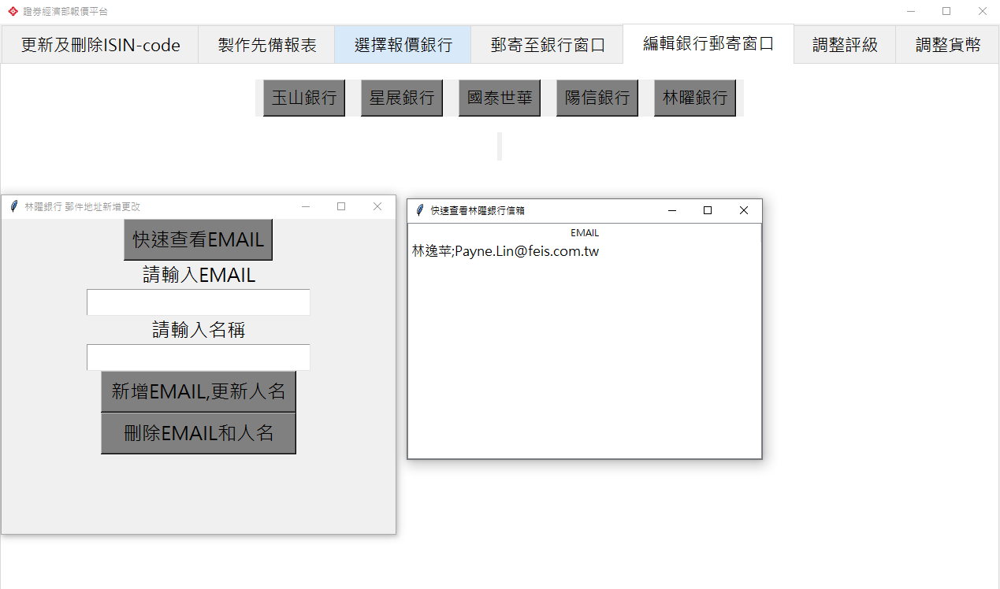 證券經濟部報價平台
更新及刪除ISIN-code 製作先備報表 選擇報價銀行 郵寄至銀行窗口 編輯銀行郵寄窗口 調整評級 調整貨幣
玉山銀行 星展銀行 國泰世華 陽信銀行 林曜銀行
林曜銀行 郵件地址新增更改
快速查看EMAIL
請輸入EMAIL
請輸入名稱
新增EMAIL,更新人名
刪除EMAIL和人名
快速查看林曜銀行信箱
EMAIL
林逸苹;Payne.Lin@feis.com.tw